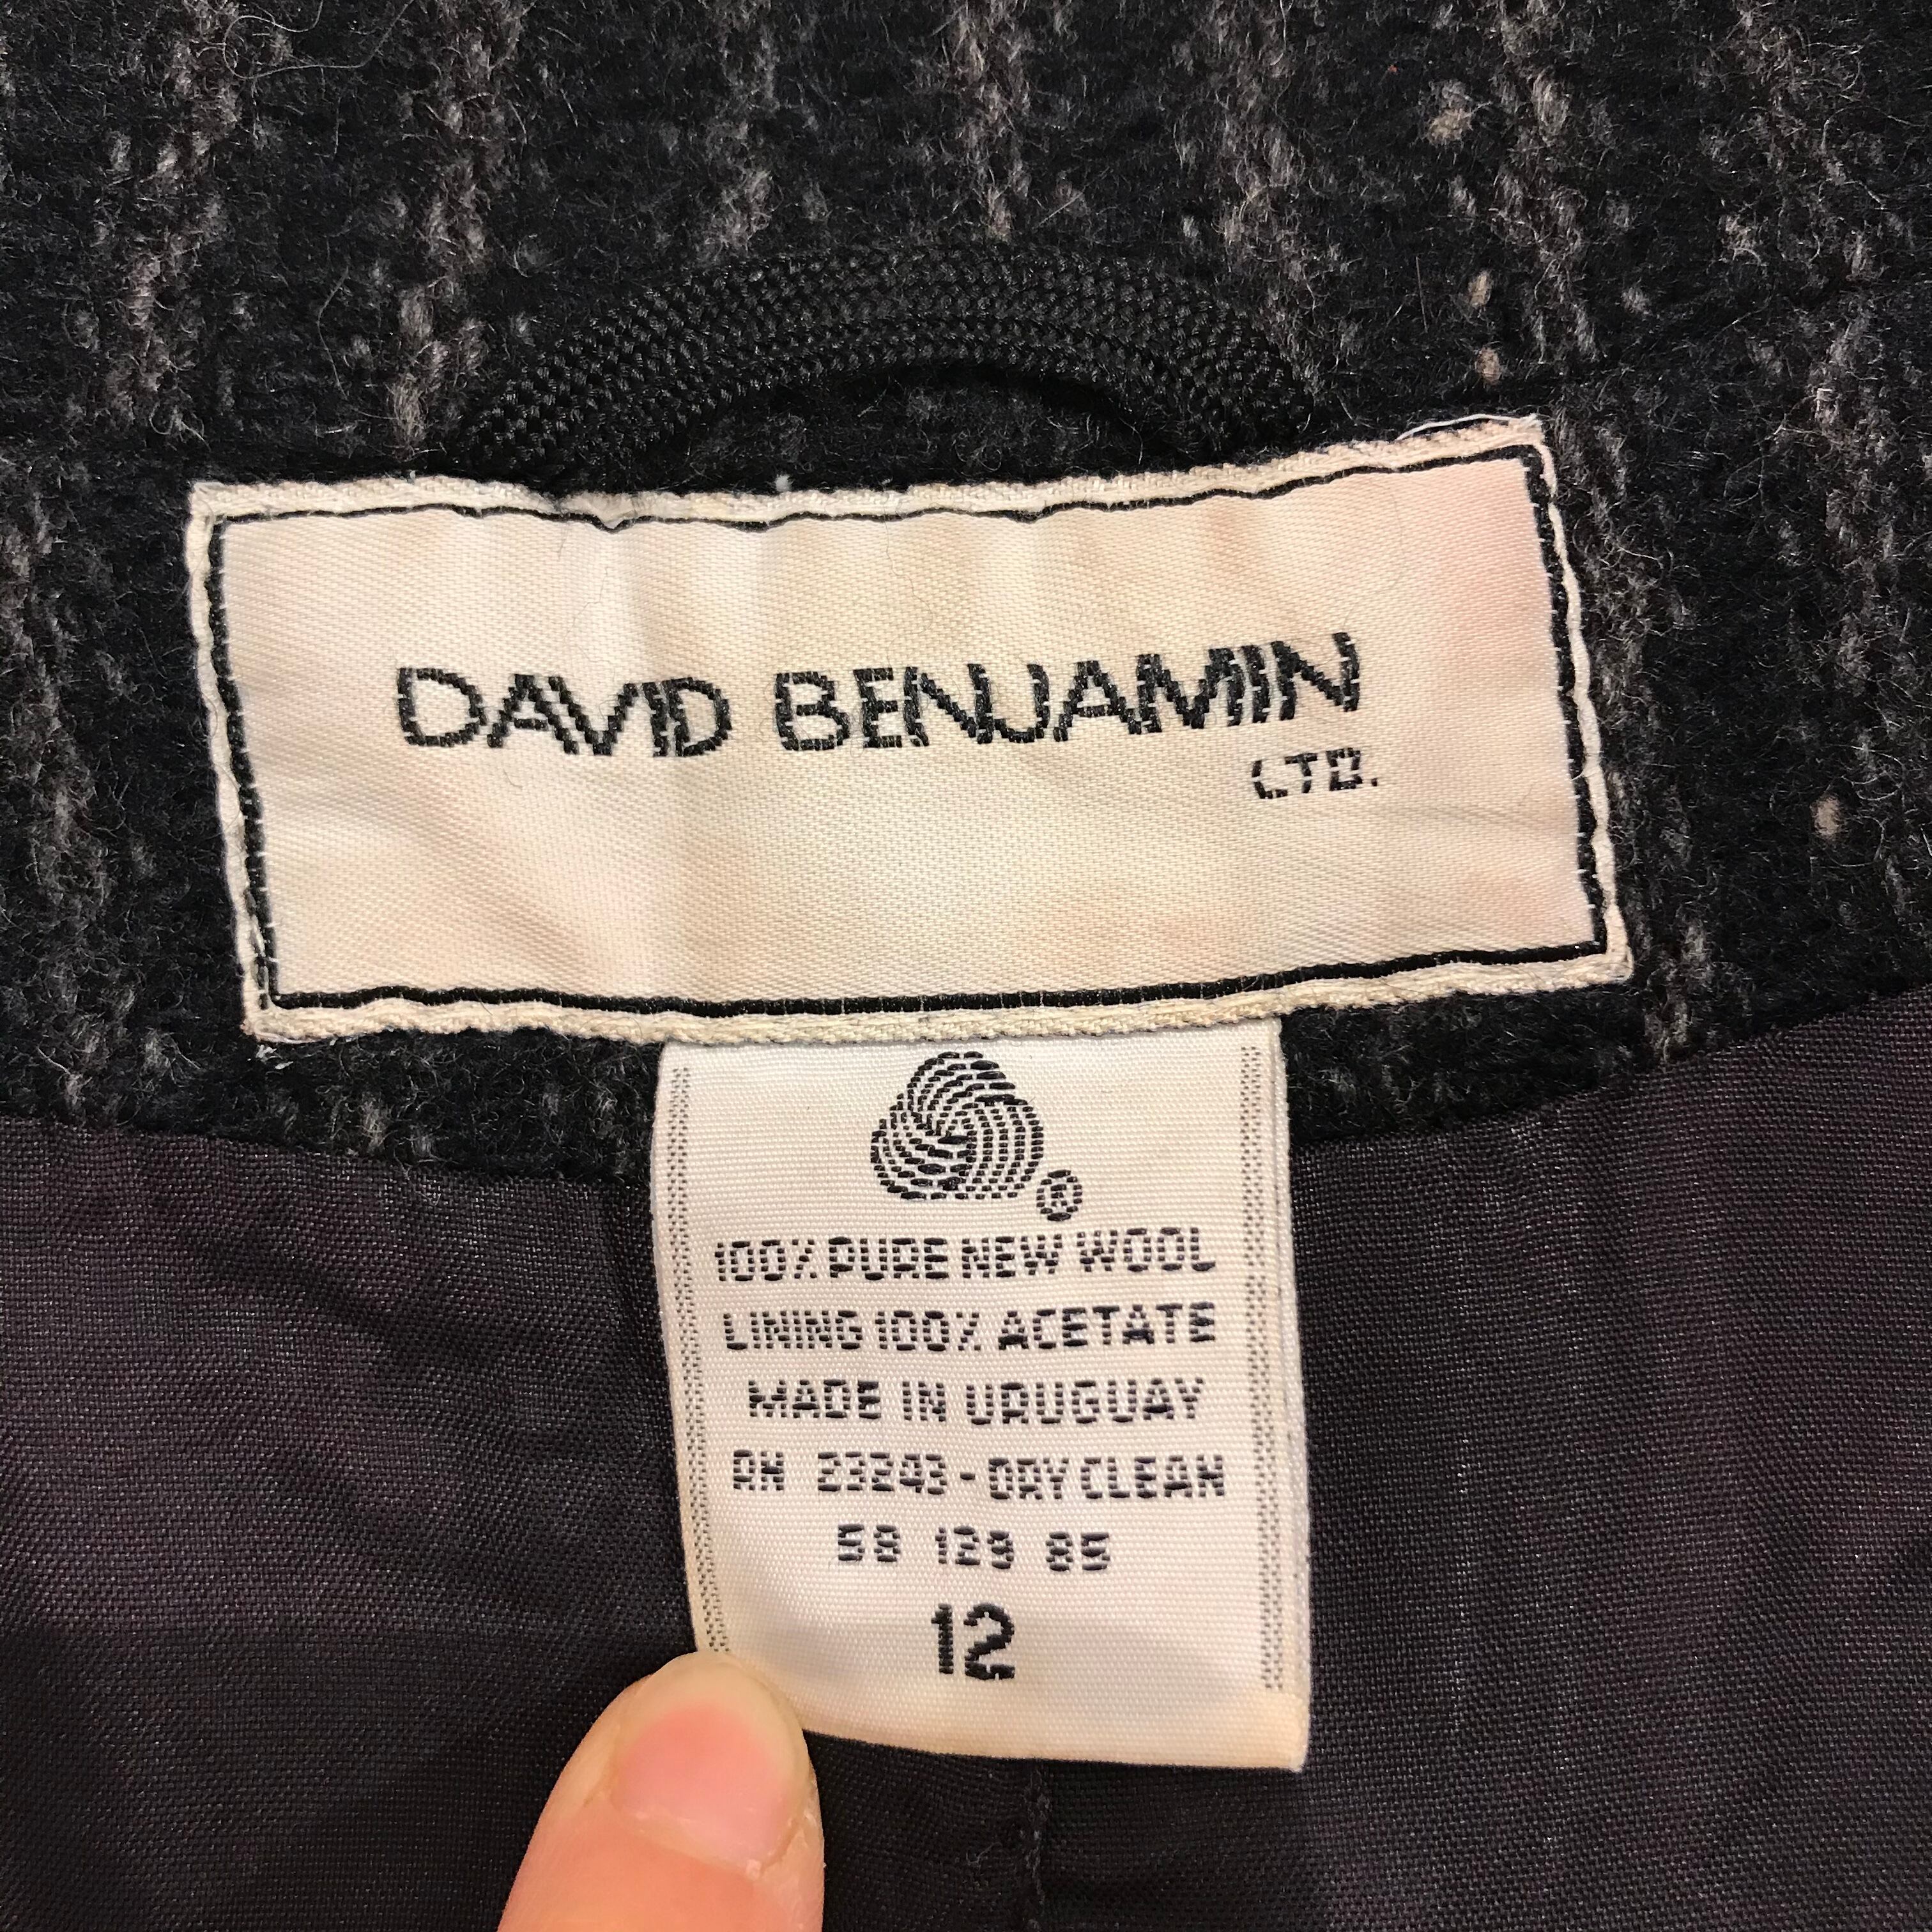 DAVID BENJAMIN
LTD.
®
100% PURE NEW WOOL
LINING 100% ACETATE
MADE IN URUGUAY
RN 23243 - DRY CLEAN
58 129 85
12